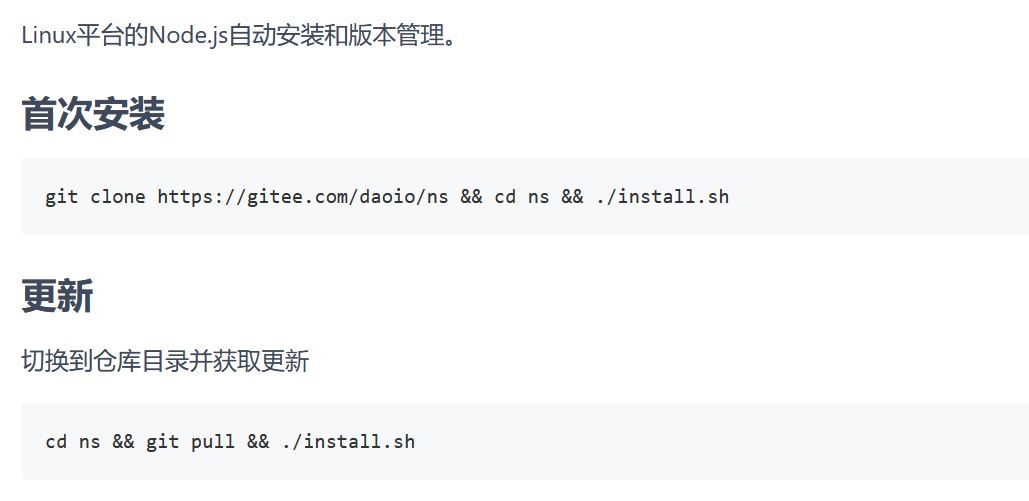 Linux平台的Node.js自动安装和版本管理。
首次安装
git clone https://gitee.com/daoio/ns && cd ns && ./install.sh
更新
切换到仓库目录并获取更新
cd ns && git pull && ./install.sh